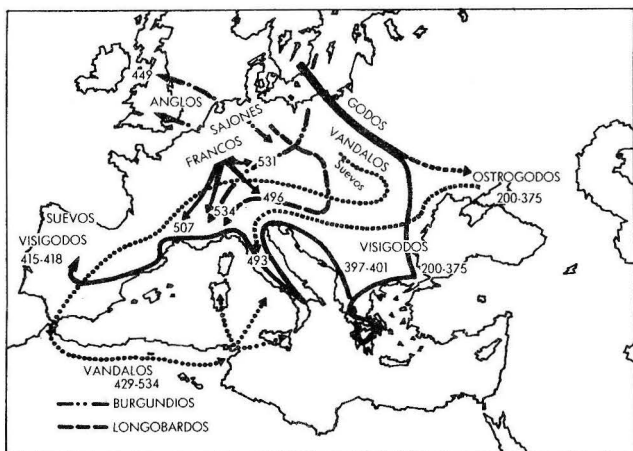 449
ANGLOS
SAJONES
GODOS
VANDALOS
FRANCOS
531
Suevos
OSTROGODOS
200-375
496
534
SUEVOS
507
VISIGODOS
415-418
VISIGODOS
493
397-401
200-375
VANDALOS
429-534
BURGUNDIOS
LONGOBARDOS